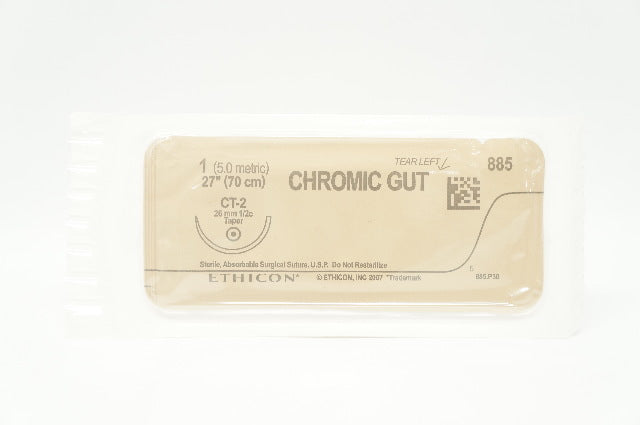 1 (5.0 metric)
27" (70 cm)
TEAR LEFT
885
CHROMIC GUT
CT-2
26 mm 1/2c
Taper
Sterile, Absorbable Surgical Suture, U.S.P. Do Not Resterilize
ETHICON* © ETHICON, INC 2007 *Trademark
5
885.P30